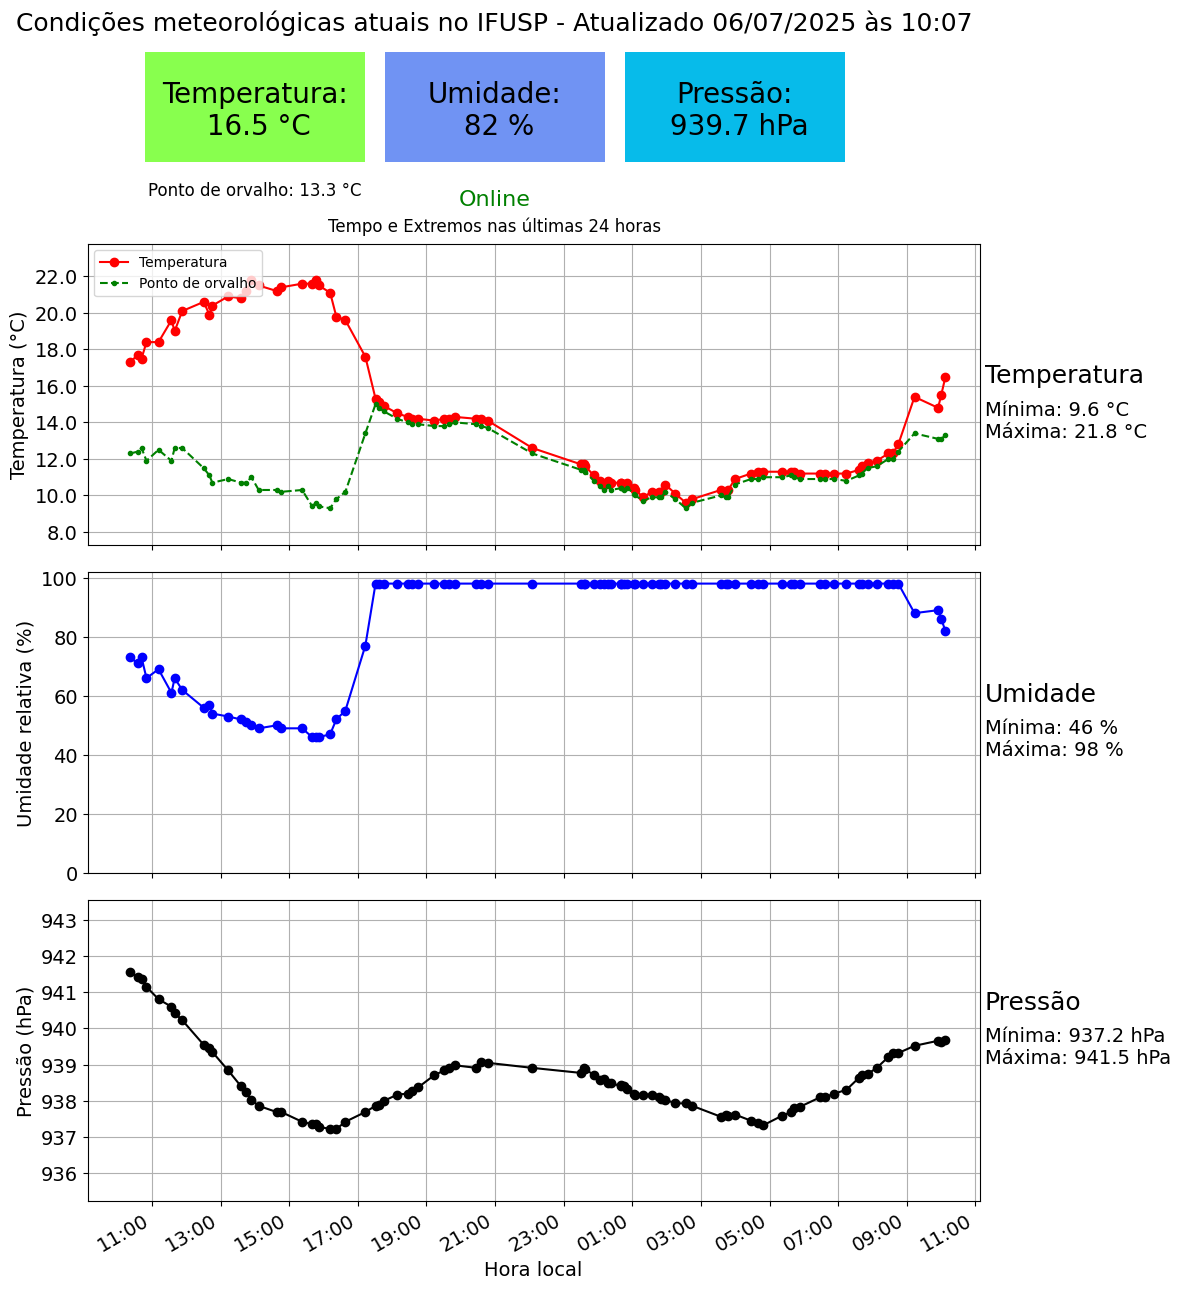 Condições meteorológicas atuais no IFUSP - Atualizado 06/07/2025 às 10:07
Temperatura:
16.5 °C
Umidade:
82 %
Pressão:
939.7 hPa
Ponto de orvalho: 13.3 °C
Online
Tempo e Extremos nas últimas 24 horas
Temperatura
Ponto de orvalho
Temperatura (°C)
22.0
20.0
18.0
16.0
14.0
12.0
10.0
8.0
Temperatura
Mínima: 9.6 °C
Máxima: 21.8 °C
Umidade relativa (%)
100
80
60
40
20
0
Umidade
Mínima: 46 %
Máxima: 98 %
Pressão (hPa)
943
942
941
940
939
938
937
936
Pressão
Mínima: 937.2 hPa
Máxima: 941.5 hPa
11:00
13:00
15:00
17:00
19:00
21:00
23:00
01:00
03:00
05:00
07:00
09:00
11:00
Hora local